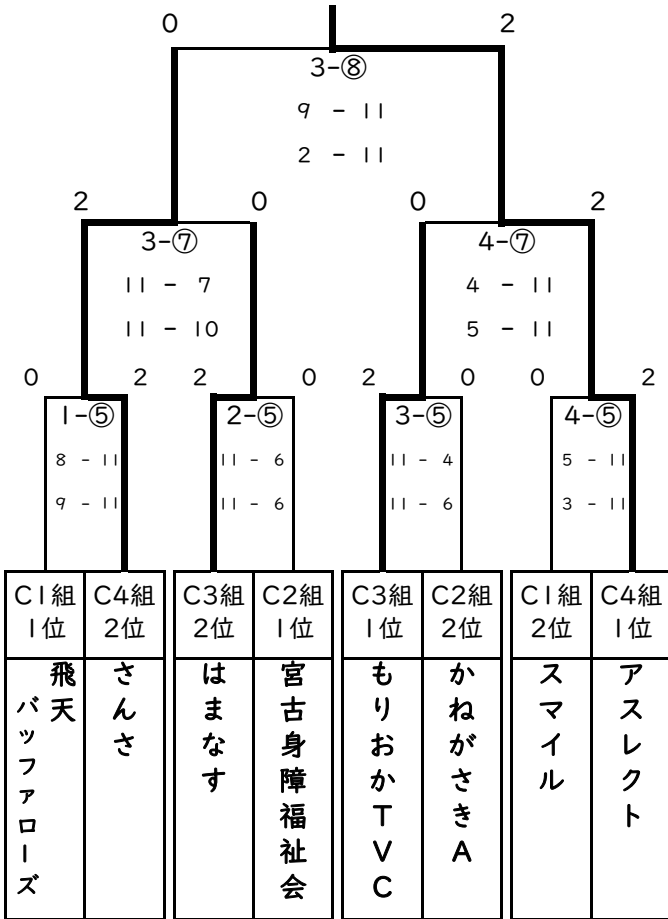 0 2
3-⑧
9 - 11
2 - 11
2 0 0 2
3-⑦ 4-⑦
11 - 7 4 - 11
11 - 10 5 - 11
0 2 2 0 2 0 0 2
1-⑤ 2-⑤ 3-⑤ 4-⑤
8 - 11 11 - 6 11 - 4 5 - 11
9 - 11 11 - 6 11 - 6 3 - 11
C1組 C4組 C3組 C2組 C3組 C2組 C1組 C4組
1位 2位 2位 1位 1位 2位 2位 1位
飛天
バッファローズ
さんさ
はまなす
宮古身障福祉会
もりおかTVC
かねがさきA
スマイル
アスレクト